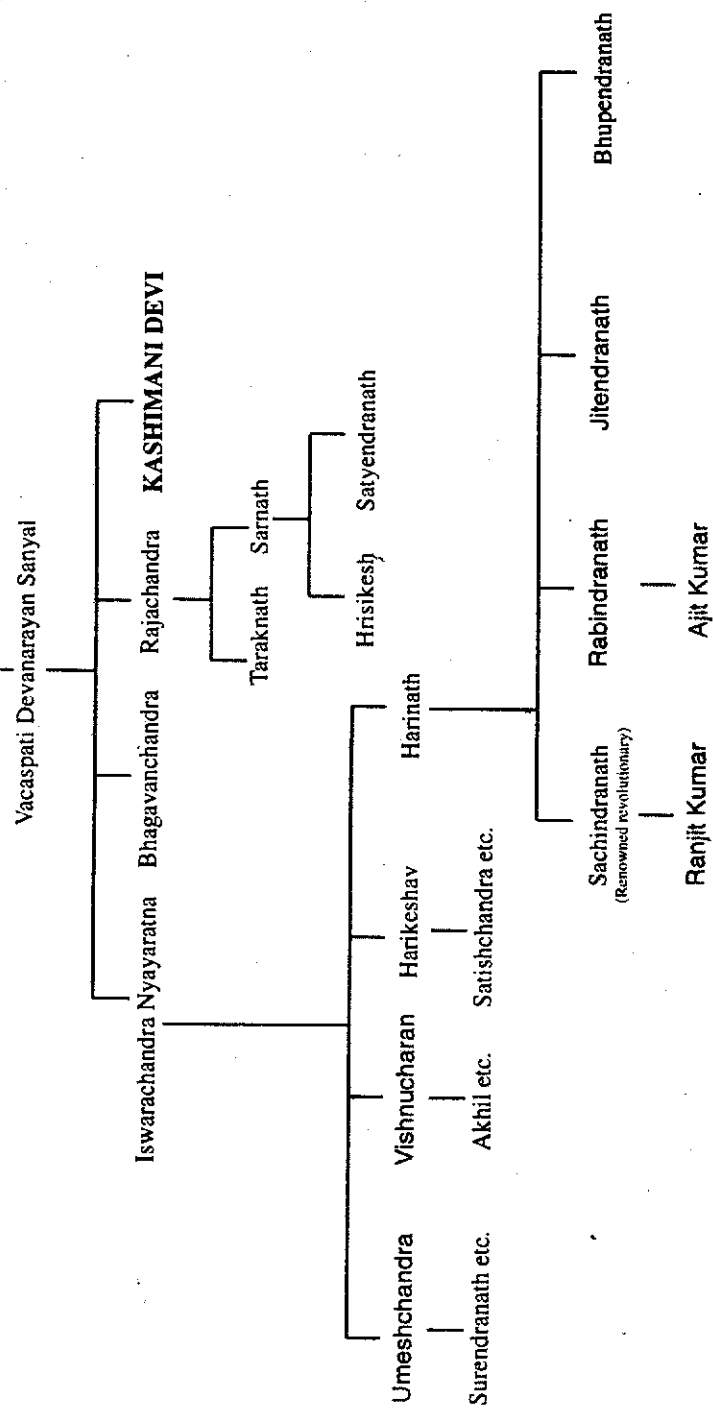 Vacaspati Devanarayan Sanyal
Iswarachandra Nyayaratna Bhagavanchandra Rajachandra KASHIMANI DEVI
Taraknath Sarnath
Hrisikesh Satyendranath
Umeshchandra Vishnucharan Harikeshav Harinath
Surendranath etc. Akhil etc. Satishchandra etc.
Sachindranath Rabindranath Jitendranath Bhupendranath
(Renowned revolutionary)
Ranjit Kumar Ajit Kumar